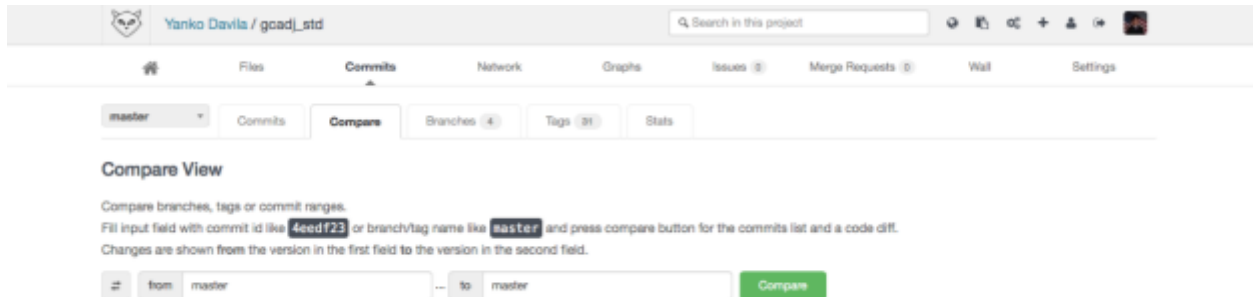 Yanko Davila / gcadj_std Search in this project
Files Commits Network Graphs Issues 0 Merge Requests 0 Wall Settings
master Commits Compare Branches 4 Tags 31 Stats
Compare View
Compare branches, tags or commit ranges.
Fill input field with commit id like 4eedf23 or branch/tag name like master and press compare button for the commits list and a code diff.
Changes are shown from the version in the first field to the version in the second field.
from master ... to master Compare